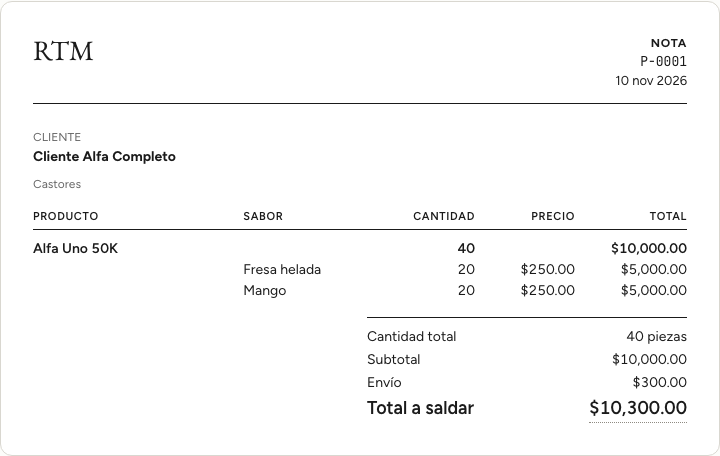 RTM
NOTA
P-0001
10 nov 2026
CLIENTE
Cliente Alfa Completo
Castores
PRODUCTO SABOR CANTIDAD PRECIO TOTAL
Alfa Uno 50K 40 $10,000.00
Fresa helada 20 $250.00 $5,000.00
Mango 20 $250.00 $5,000.00
Cantidad total 40 piezas
Subtotal $10,000.00
Envío $300.00
Total a saldar $10,300.00